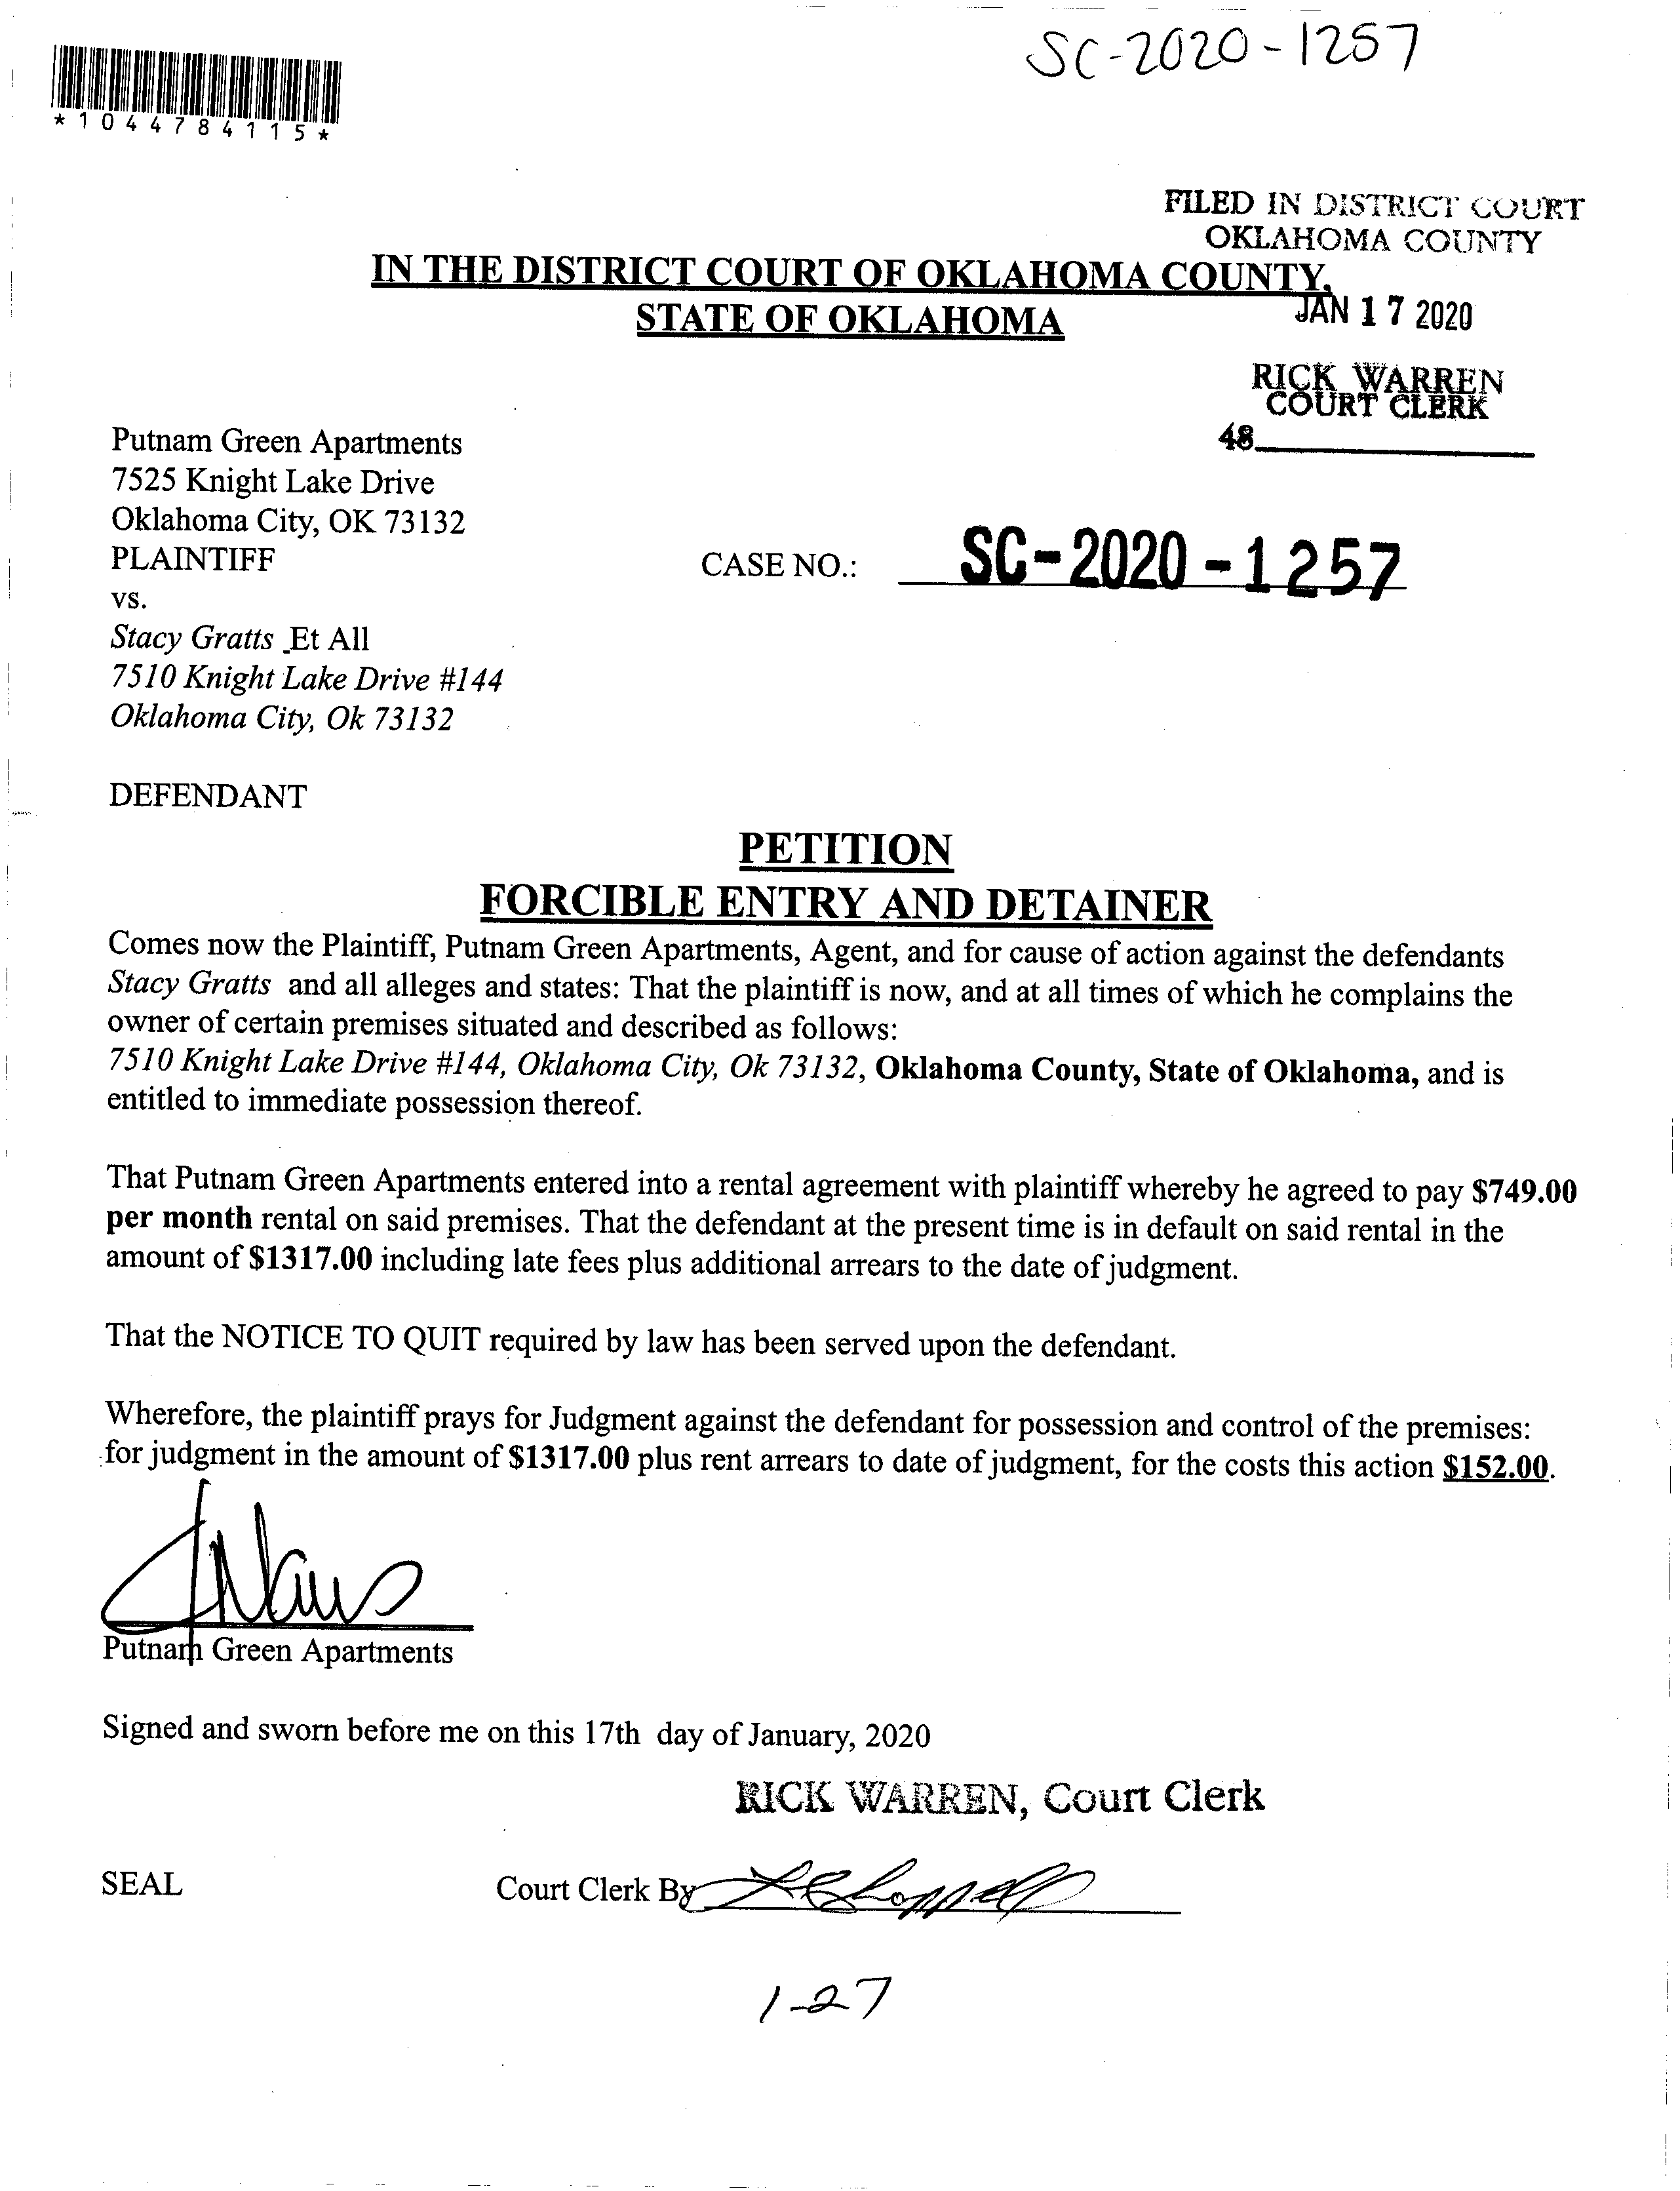 SC-2020-1257
*1044784115*
FILED IN DISTRICT COURT
OKLAHOMA COUNTY
IN THE DISTRICT COURT OF OKLAHOMA COUNTY,
STATE OF OKLAHOMA
JAN 17 2020
RICK WARREN
COURT CLERK
48
Putnam Green Apartments
7525 Knight Lake Drive
Oklahoma City, OK 73132
PLAINTIFF
CASE NO.: SC-2020-1257
vs.
Stacy Gratts Et All
7510 Knight Lake Drive #144
Oklahoma City, Ok 73132
DEFENDANT
PETITION
FORCIBLE ENTRY AND DETAINER
Comes now the Plaintiff, Putnam Green Apartments, Agent, and for cause of action against the defendants
Stacy Gratts and all alleges and states: That the plaintiff is now, and at all times of which he complains the
owner of certain premises situated and described as follows:
7510 Knight Lake Drive #144, Oklahoma City, Ok 73132, Oklahoma County, State of Oklahoma, and is
entitled to immediate possession thereof.
That Putnam Green Apartments entered into a rental agreement with plaintiff whereby he agreed to pay $749.00
per month rental on said premises. That the defendant at the present time is in default on said rental in the
amount of $1317.00 including late fees plus additional arrears to the date of judgment.
That the NOTICE TO QUIT required by law has been served upon the defendant.
Wherefore, the plaintiff prays for Judgment against the defendant for possession and control of the premises:
for judgment in the amount of $1317.00 plus rent arrears to date of judgment, for the costs this action $152.00.
Putnam Green Apartments
Signed and sworn before me on this 17th day of January, 2020
RICK WARREN, Court Clerk
SEAL
Court Clerk By
1-27